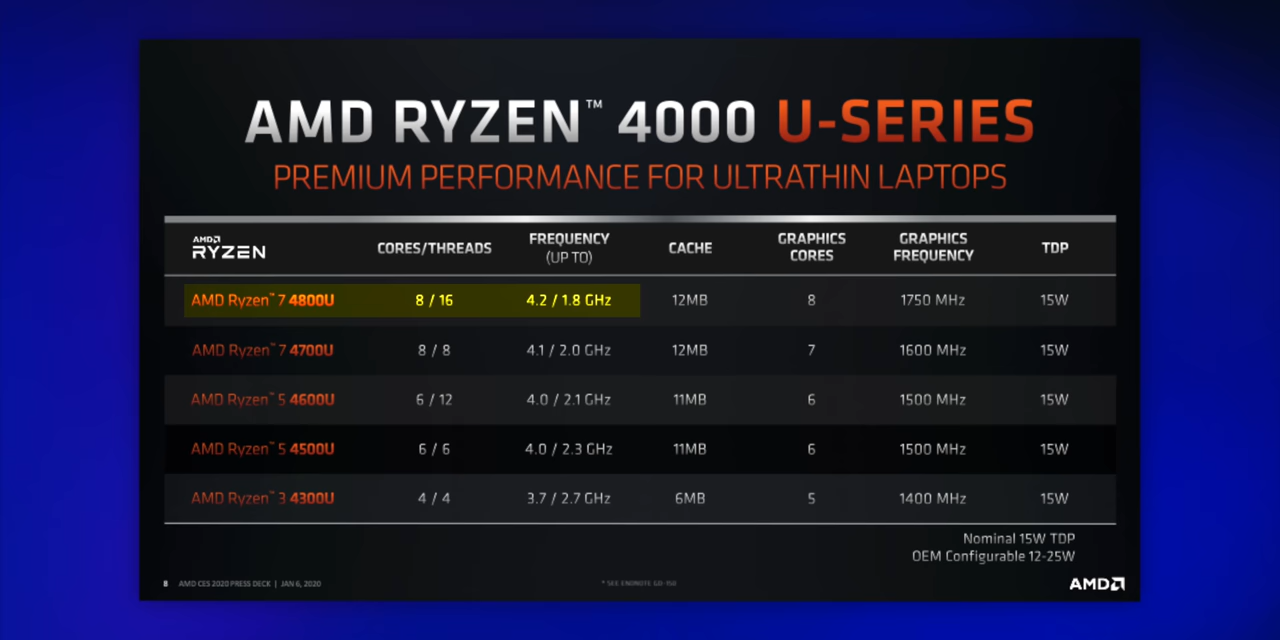 AMD RYZEN™ 4000 U-SERIES
PREMIUM PERFORMANCE FOR ULTRATHIN LAPTOPS
AMD RYZEN CORES/THREADS FREQUENCY (UP TO) CACHE GRAPHICS CORES GRAPHICS FREQUENCY TDP
AMD Ryzen™ 7 4800U 8 / 16 4.2 / 1.8 GHz 12MB 8 1750 MHz 15W
AMD Ryzen™ 7 4700U 8 / 8 4.1 / 2.0 GHz 12MB 7 1600 MHz 15W
AMD Ryzen™ 5 4600U 6 / 12 4.0 / 2.1 GHz 11MB 6 1500 MHz 15W
AMD Ryzen™ 5 4500U 6 / 6 4.0 / 2.3 GHz 11MB 6 1500 MHz 15W
AMD Ryzen™ 3 4300U 4 / 4 3.7 / 2.7 GHz 6MB 5 1400 MHz 15W
Nominal 15W TDP
OEM Configurable 12-25W
8 AMD CES 2020 PRESS DECK | JAN 6, 2020 * SEE ENDNOTE AMD